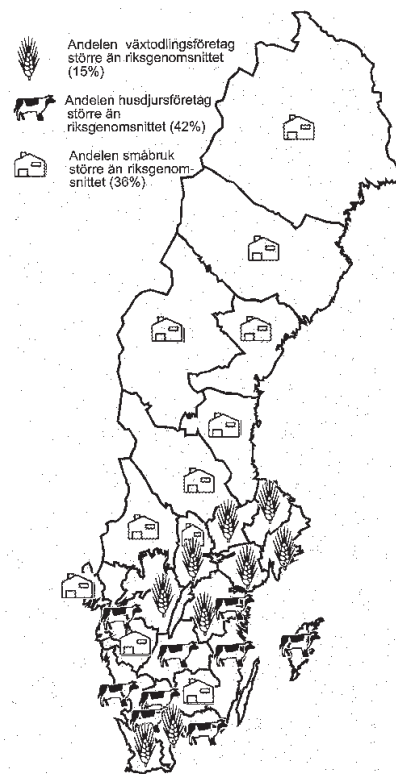 Andelen växtodlingsföretag
större än riksgenomsnittet
(15%)
Andelen husdjursföretag
större än
riksgenomsnittet (42%)
Andelen småbruk
större än riksgenom-
snittet (36%)